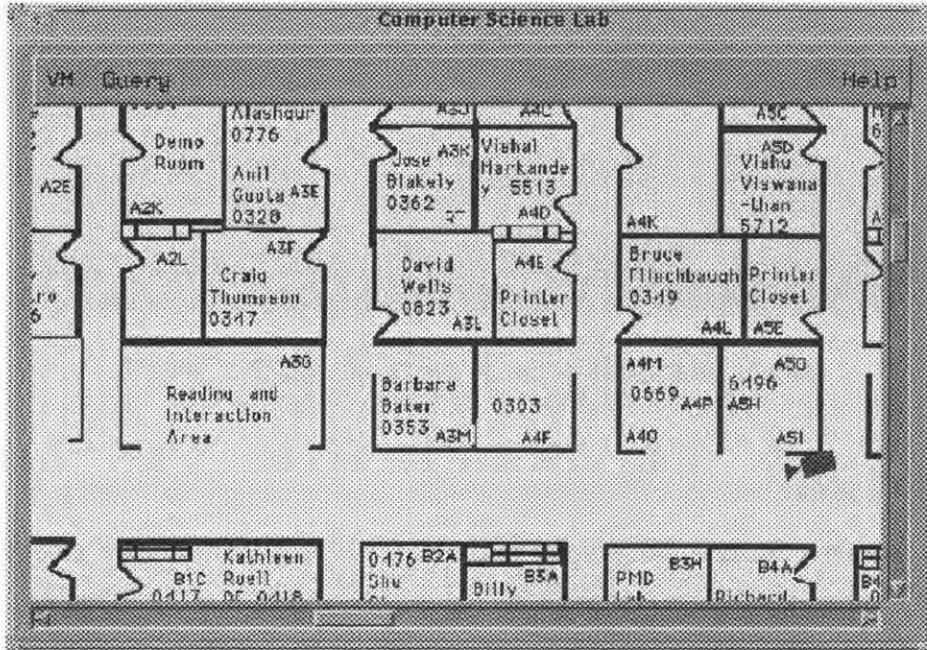 Computer Science Lab
VM Query Help
Alashqur
0776
Demo
Room
Anil
Gupta
0328
A3E
A2E
A2K
A3J
A4C
Jose
Blakely
0362
A3K
Vishal
Harkande
y 5513
A4D
A4K
A5C
A5D
Vishu
Viswana
-than
5712
A2L
A3F
Craig
Thompson
0347
David
Wells
0823
A3L
A4E
Printer
Closet
Bruce
Flinchbaugh
0349
A4L
Printer
Closet
A5E
A3G
Reading and
Interaction
Area
Barbara
Baker
0353
A3M
0303
A4F
A4M
0669
A4P
A4O
A5G
6496
A5H
A5I
B1C
0417
Kathleen
Ruell
0418
0476
Shu
B2A
Billy
B3A
PMD
Lab
B3H
B4A
Richard